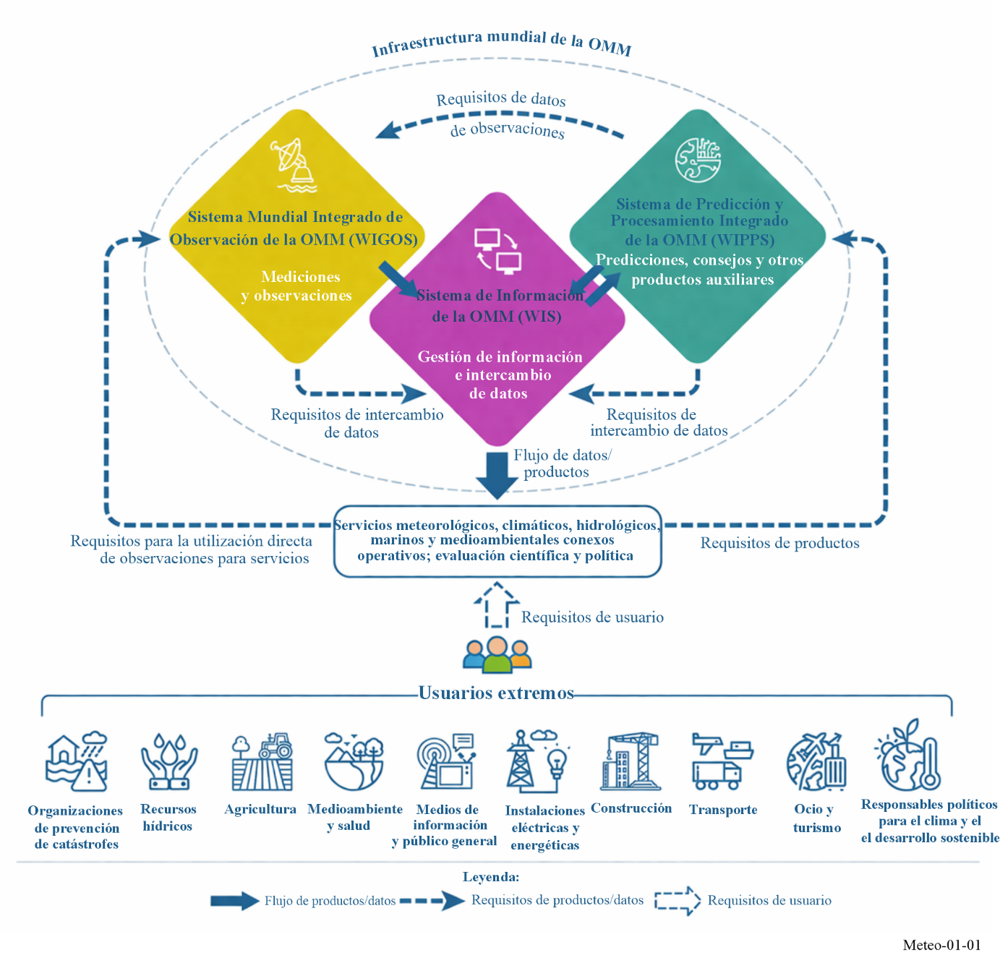 Infraestructura mundial de la OMM
Requisitos de datos
de observaciones
Sistema Mundial Integrado de
Observación de la OMM (WIGOS)
Mediciones
y observaciones
Sistema de Predicción y
Procesamiento Integrado
de la OMM (WIPPS)
Predicciones, consejos y otros
productos auxiliares
Sistema de Información
de la OMM (WIS)
Gestión de información
e intercambio
de datos
Requisitos de intercambio
de datos
Requisitos de
intercambio de datos
Flujo de datos/
productos
Servicios meteorológicos, climáticos, hidrológicos,
marinos y medioambientales conexos
operativos; evaluación científica y política
Requisitos para la utilización directa
de observaciones para servicios
Requisitos de productos
Requisitos de usuario
Usuarios extremos
Organizaciones
de prevención
de catástrofes
Recursos
hídricos
Agricultura
Medioambiente
y salud
Medios de
información
y público general
Instalaciones
eléctricas y
energéticas
Construcción
Transporte
Ocio y
turismo
Responsables políticos
para el clima y el
el desarrollo sostenible
Leyenda:
Flujo de productos/datos
Requisitos de productos/datos
Requisitos de usuario
Meteo-01-01